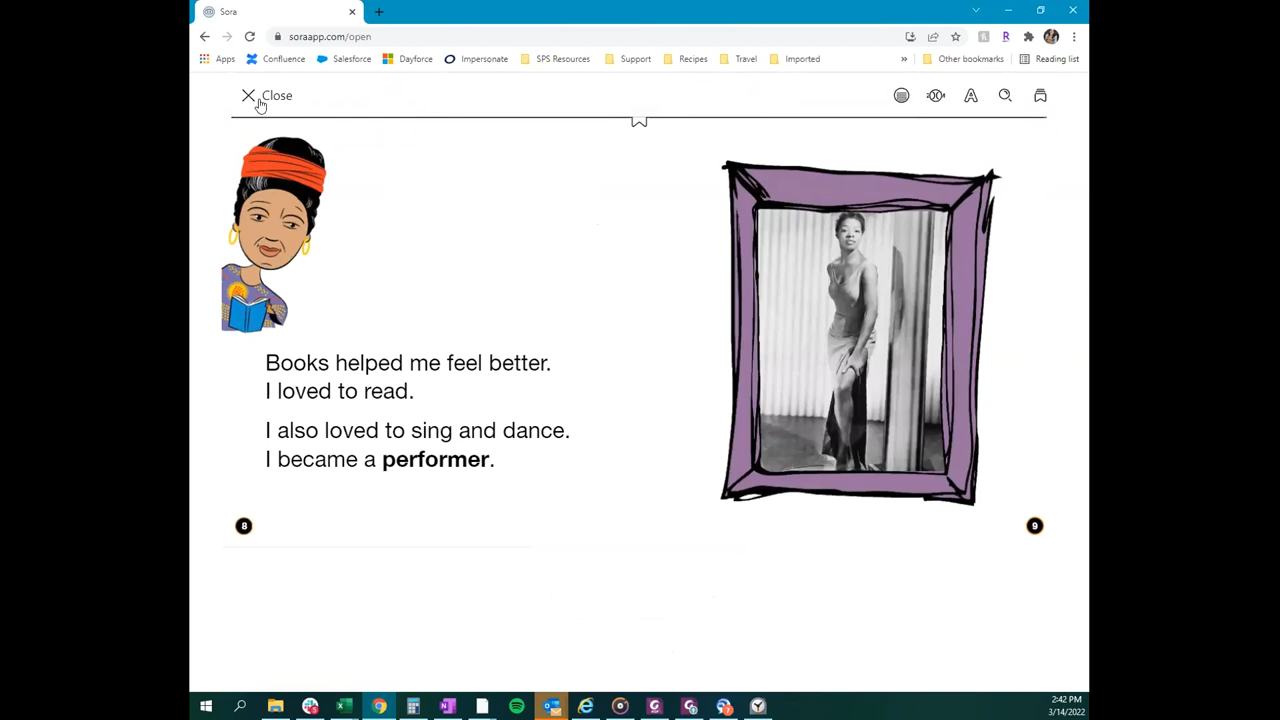 Sora
soraapp.com/open
Apps Confluence Salesforce Dayforce Impersonate SPS Resources Support Recipes Travel Imported » Other bookmarks Reading list
Close
Books helped me feel better.
I loved to read.
I also loved to sing and dance.
I became a performer.
8
9
2:42 PM
3/14/2022